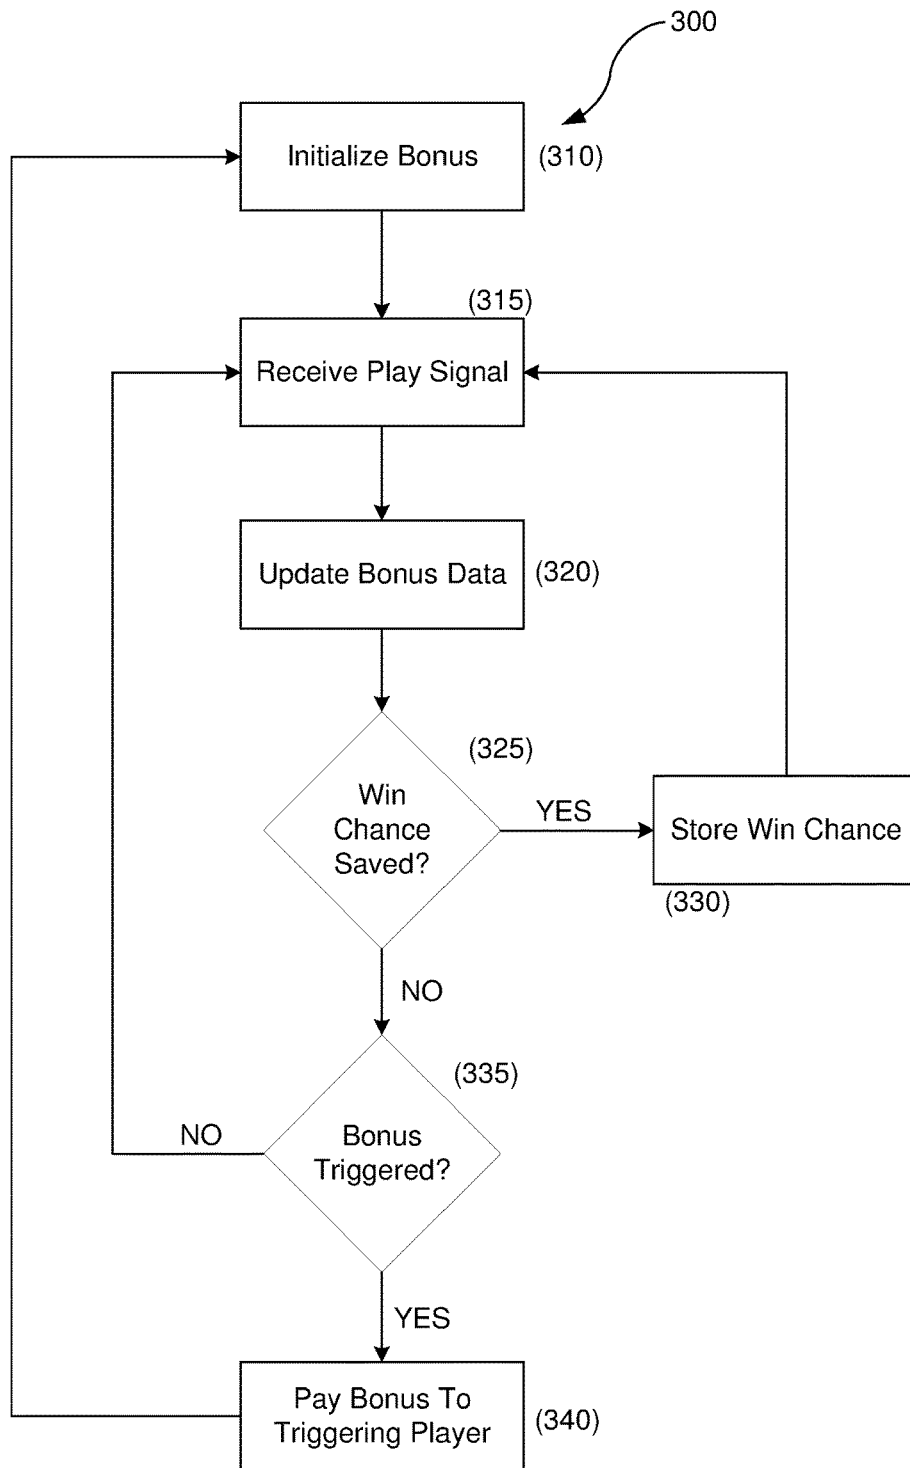 300
Initialize Bonus
(310)
(315)
Receive Play Signal
Update Bonus Data
(320)
(325)
Win
Chance
Saved?
YES
Store Win Chance
(330)
NO
(335)
Bonus
Triggered?
NO
YES
Pay Bonus To
Triggering Player
(340)